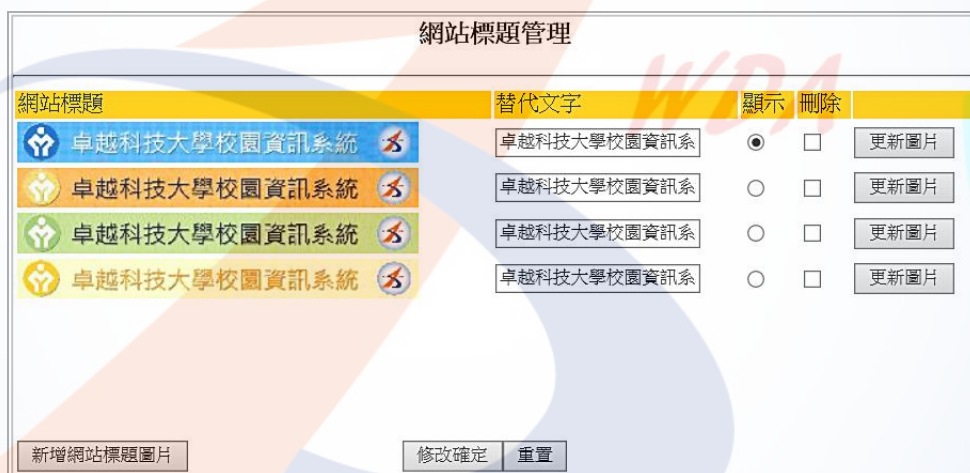 網站標題管理
WDA
網站標題 替代文字 顯示 刪除
卓越科技大學校園資訊系統 卓越科技大學校園資訊系 更新圖片
卓越科技大學校園資訊系統 卓越科技大學校園資訊系 更新圖片
卓越科技大學校園資訊系統 卓越科技大學校園資訊系 更新圖片
卓越科技大學校園資訊系統 卓越科技大學校園資訊系 更新圖片
新增網站標題圖片 修改確定 重置